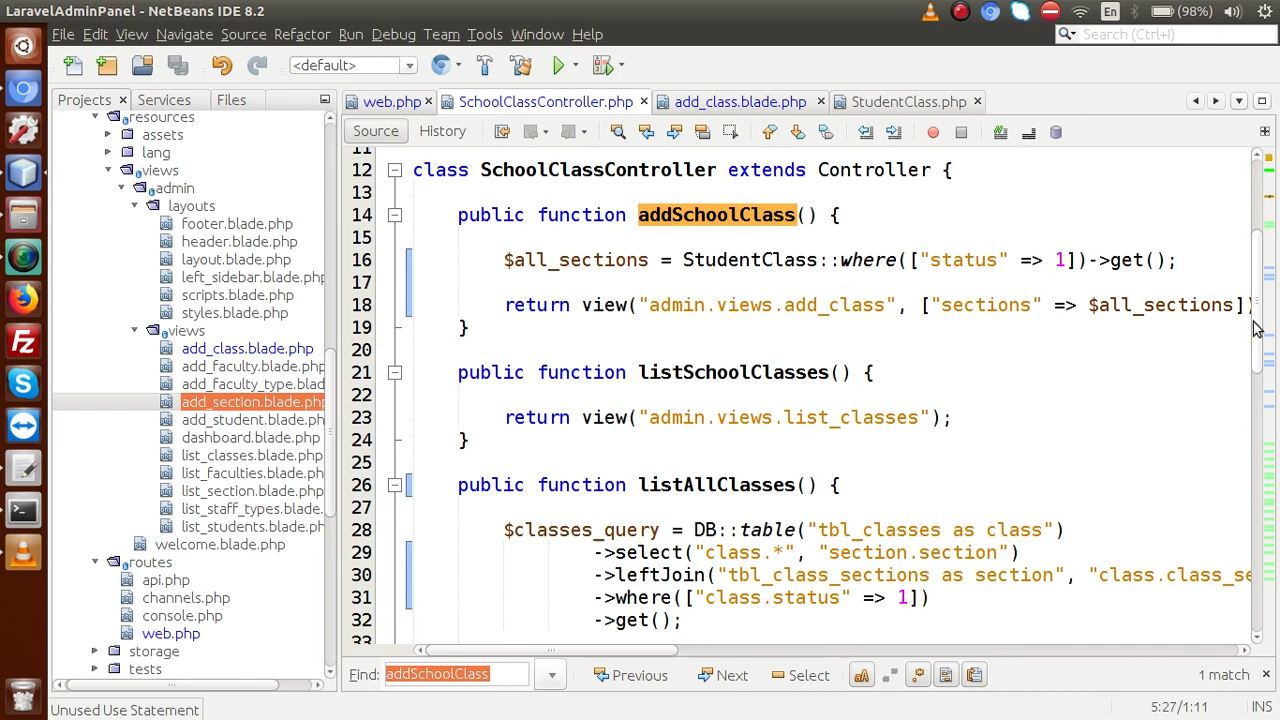 LaravelAdminPanel - NetBeans IDE 8.2
En
(98%)
File Edit View Navigate Source Refactor Run Debug Team Tools Window Help
Search (Ctrl+I)
<default>
Projects
Services
Files
web.php
SchoolClassController.php
add_class.blade.php
StudentClass.php
Source
History
resources
assets
lang
views
admin
layouts
footer.blade.php
header.blade.php
layout.blade.php
left_sidebar.blade.php
scripts.blade.php
styles.blade.php
views
add_class.blade.php
add_faculty.blade.php
add_faculty_type.blad
add_section.blade.php
add_student.blade.ph
dashboard.blade.php
list_classes.blade.php
list_faculties.blade.ph
list_section.blade.php
list_staff_types.blade
list_students.blade.ph
welcome.blade.php
routes
api.php
channels.php
console.php
web.php
storage
tests
11
12 class SchoolClassController extends Controller {
13
14 public function addSchoolClass() {
15
16 $all_sections = StudentClass::where(["status" => 1])->get();
17
18 return view("admin.views.add_class", ["sections" => $all_sections])
19 }
20
21 public function listSchoolClasses() {
22
23 return view("admin.views.list_classes");
24 }
25
26 public function listAllClasses() {
27
28 $classes_query = DB::table("tbl_classes as class")
29 ->select("class.*", "section.section")
30 ->leftJoin("tbl_class_sections as section", "class.class_se
31 ->where(["class.status" => 1])
32 ->get();
33
Find: addSchoolClass
Previous
Next
Select
aA
1 match
Unused Use Statement
5:27/1:11
INS